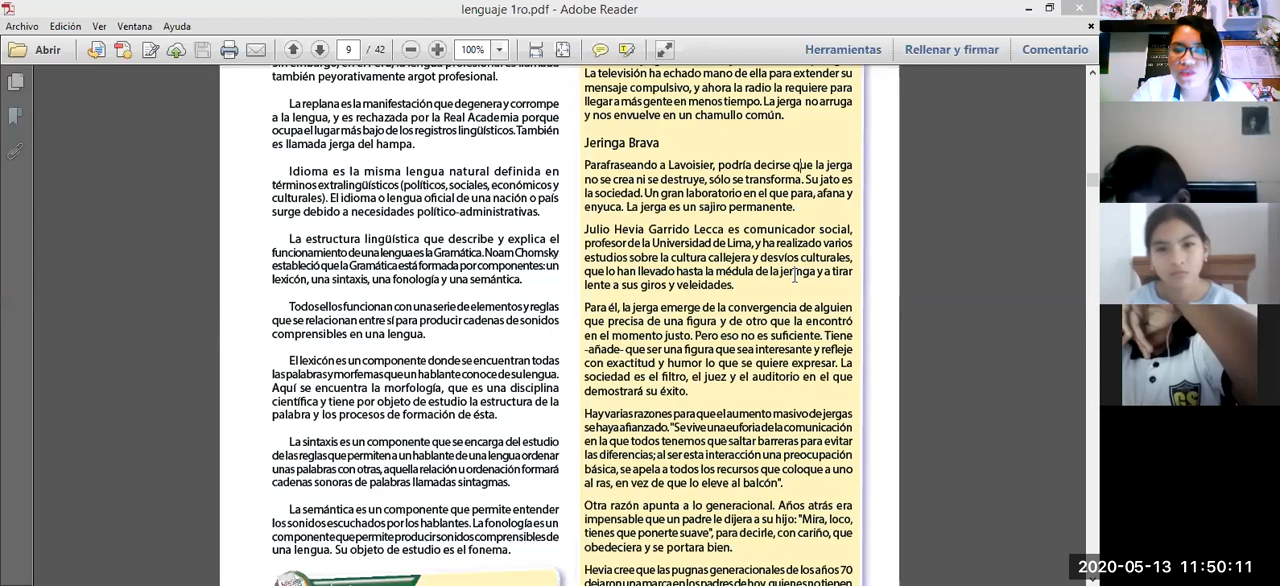 lenguaje 1ro.pdf - Adobe Reader
Archivo Edición Ver Ventana Ayuda
Abrir
9 / 42
100%
Herramientas
Rellenar y firmar
Comentario
también peyorativamente argot profesional.
La replana es la manifestación que degenera y corrompe
a la lengua, y es rechazada por la Real Academia porque
ocupa el lugar más bajo de los registros lingüísticos. También
es llamada jerga del hampa.
Idioma es la misma lengua natural definida en
términos extralingüísticos (políticos, sociales, económicos y
culturales). El idioma o lengua oficial de una nación o país
surge debido a necesidades político-administrativas.
La estructura lingüística que describe y explica el
funcionamiento de una lengua es la Gramática. Noam Chomsky
estableció que la Gramática está formada por componentes: un
lexicón, una sintaxis, una fonología y una semántica.
Todos ellos funcionan con una serie de elementos y reglas
que se relacionan entre sí para producir cadenas de sonidos
comprensibles en una lengua.
El lexicón es un componente donde se encuentran todas
las palabras y morfemas que un hablante conoce de su lengua.
Aquí se encuentra la morfología, que es una disciplina
científica y tiene por objeto de estudio la estructura de la
palabra y los procesos de formación de ésta.
La sintaxis es un componente que se encarga del estudio
de las reglas que permiten a un hablante de una lengua ordenar
unas palabras con otras, aquella relación u ordenación formará
cadenas sonoras de palabras llamadas sintagmas.
La semántica es un componente que permite entender
los sonidos escuchados por los hablantes. La fonología es un
componente que permite producir sonidos comprensibles de
una lengua. Su objeto de estudio es el fonema.
La televisión ha echado mano de ella para extender su
mensaje compulsivo, y ahora la radio la requiere para
llegar a más gente en menos tiempo. La jerga no arruga
y nos envuelve en un chamullo común.
Jeringa Brava
Parafraseando a Lavoisier, podría decirse que la jerga
no se crea ni se destruye, sólo se transforma. Su jato es
la sociedad. Un gran laboratorio en el que para, afana y
enyuca. La jerga es un sajiro permanente.
Julio Hevia Garrido Lecca es comunicador social,
profesor de la Universidad de Lima, y ha realizado varios
estudios sobre la cultura callejera y desvíos culturales,
que lo han llevado hasta la médula de la jeringa y a tirar
lente a sus giros y veleidades.
Para él, la jerga emerge de la convergencia de alguien
que precisa de una figura y de otro que la encontró
en el momento justo. Pero eso no es suficiente. Tiene
-añade- que ser una figura que sea interesante y refleje
con exactitud y humor lo que se quiere expresar. La
sociedad es el filtro, el juez y el auditorio en el que
demostrará su éxito.
Hay varias razones para que el aumento masivo de jergas
se haya afianzado. "Se vive una euforia de la comunicación
en la que todos tenemos que saltar barreras para evitar
las diferencias; al ser esta interacción una preocupación
básica, se apela a todos los recursos que coloque a uno
al ras, en vez de que lo eleve al balcón".
Otra razón apunta a lo generacional. Años atrás era
impensable que un padre le dijera a su hijo: "Mira, loco,
tienes que ponerte suave", para decirle, con cariño, que
obedeciera y se portara bien.
Hevia cree que las pugnas generacionales de los años 70
dejaron una marca en los padres de hoy, quienes no tienen
GS
2020-05-13 11:50:11